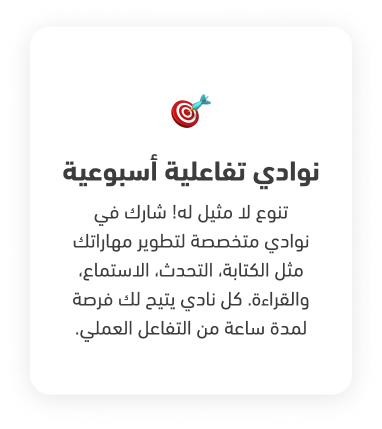 نوادي تفاعلية أسبوعية
تنوع لا مثيل له! شارك في
نوادي متخصصة لتطوير مهاراتك
مثل الكتابة، التحدث، الاستماع،
والقراءة. كل نادي يتيح لك فرصة
لمدة ساعة من التفاعل العملي.